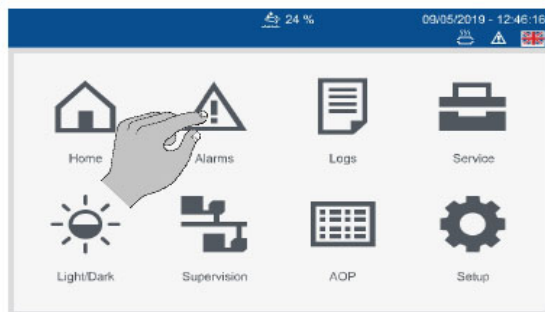 24 % 09/05/2019 - 12:46:16
Home Alarms Logs Service
Light/Dark Supervision AOP Setup